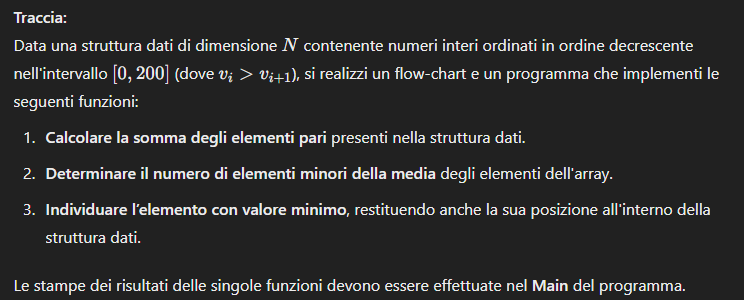 Traccia:
Data una struttura dati di dimensione N contenente numeri interi ordinati in ordine decrescente
nell'intervallo [0, 200] (dove v_i > v_{i+1}), si realizzi un flow-chart e un programma che implementi le
seguenti funzioni:
1. Calcolare la somma degli elementi pari presenti nella struttura dati.
2. Determinare il numero di elementi minori della media degli elementi dell'array.
3. Individuare l'elemento con valore minimo, restituendo anche la sua posizione all'interno della
struttura dati.
Le stampe dei risultati delle singole funzioni devono essere effettuate nel Main del programma.